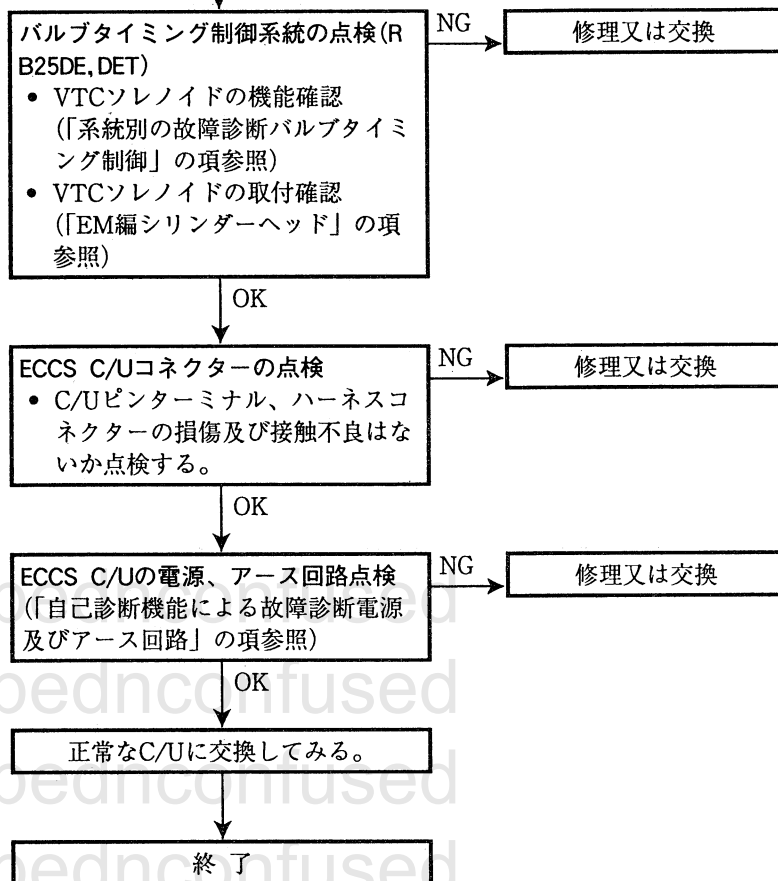 バルブタイミング制御系統の点検(R
B25DE,DET)
• VTCソレノイドの機能確認
(「系統別の故障診断バルブタイミ
ング制御」の項参照)
• VTCソレノイドの取付確認
(「EM編シリンダーヘッド」の項
参照)
NG
修理又は交換
OK
ECCS C/Uコネクターの点検
• C/Uピンターミナル、ハーネスコ
ネクターの損傷及び接触不良はな
いか点検する。
NG
修理又は交換
OK
ECCS C/Uの電源、アース回路点検
(「自己診断機能による故障診断電源
及びアース回路」の項参照)
NG
修理又は交換
OK
正常なC/Uに交換してみる。
終 了
pednconfused
pednconfused
pednconfused
pednconfused